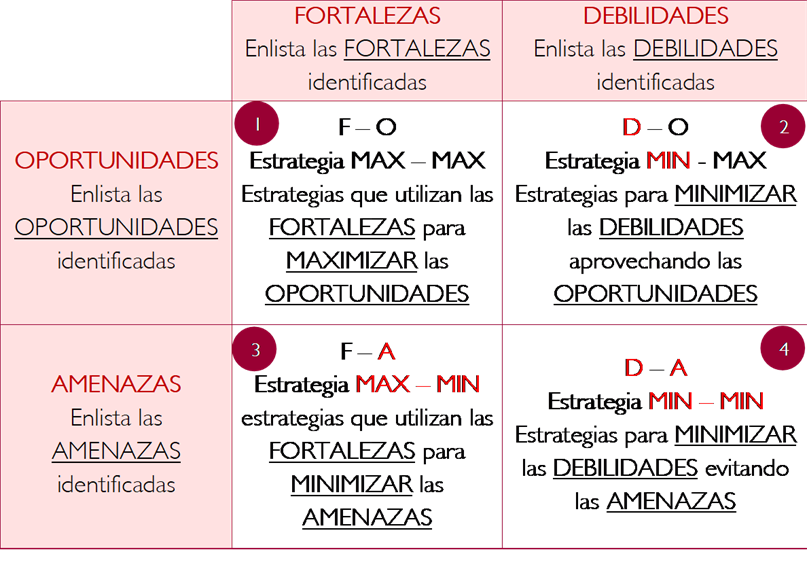 FORTALEZAS
Enlista las FORTALEZAS
identificadas
DEBILIDADES
Enlista las DEBILIDADES
identificadas
OPORTUNIDADES
Enlista las
OPORTUNIDADES
identificadas
1
F – O
Estrategia MAX – MAX
Estrategias que utilizan las
FORTALEZAS para
MAXIMIZAR las
OPORTUNIDADES
2
D – O
Estrategia MIN - MAX
Estrategias para MINIMIZAR
las DEBILIDADES
aprovechando las
OPORTUNIDADES
AMENAZAS
Enlista las
AMENAZAS
identificadas
3
F – A
Estrategia MAX – MIN
estrategias que utilizan las
FORTALEZAS para
MINIMIZAR las
AMENAZAS
4
D – A
Estrategia MIN – MIN
Estrategias para MINIMIZAR
las DEBILIDADES evitando
las AMENAZAS